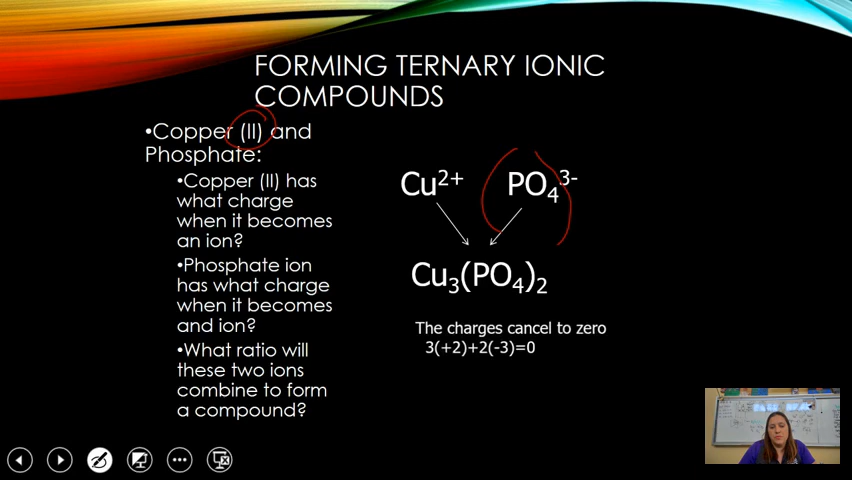 FORMING TERNARY IONIC
COMPOUNDS
•Copper (II) and
Phosphate:
•Copper (II) has
what charge
when it becomes
an ion?
•Phosphate ion
has what charge
when it becomes
and ion?
•What ratio will
these two ions
combine to form
a compound?
Cu²⁺ PO₄³⁻
Cu₃(PO₄)₂
The charges cancel to zero
3(+2)+2(-3)=0